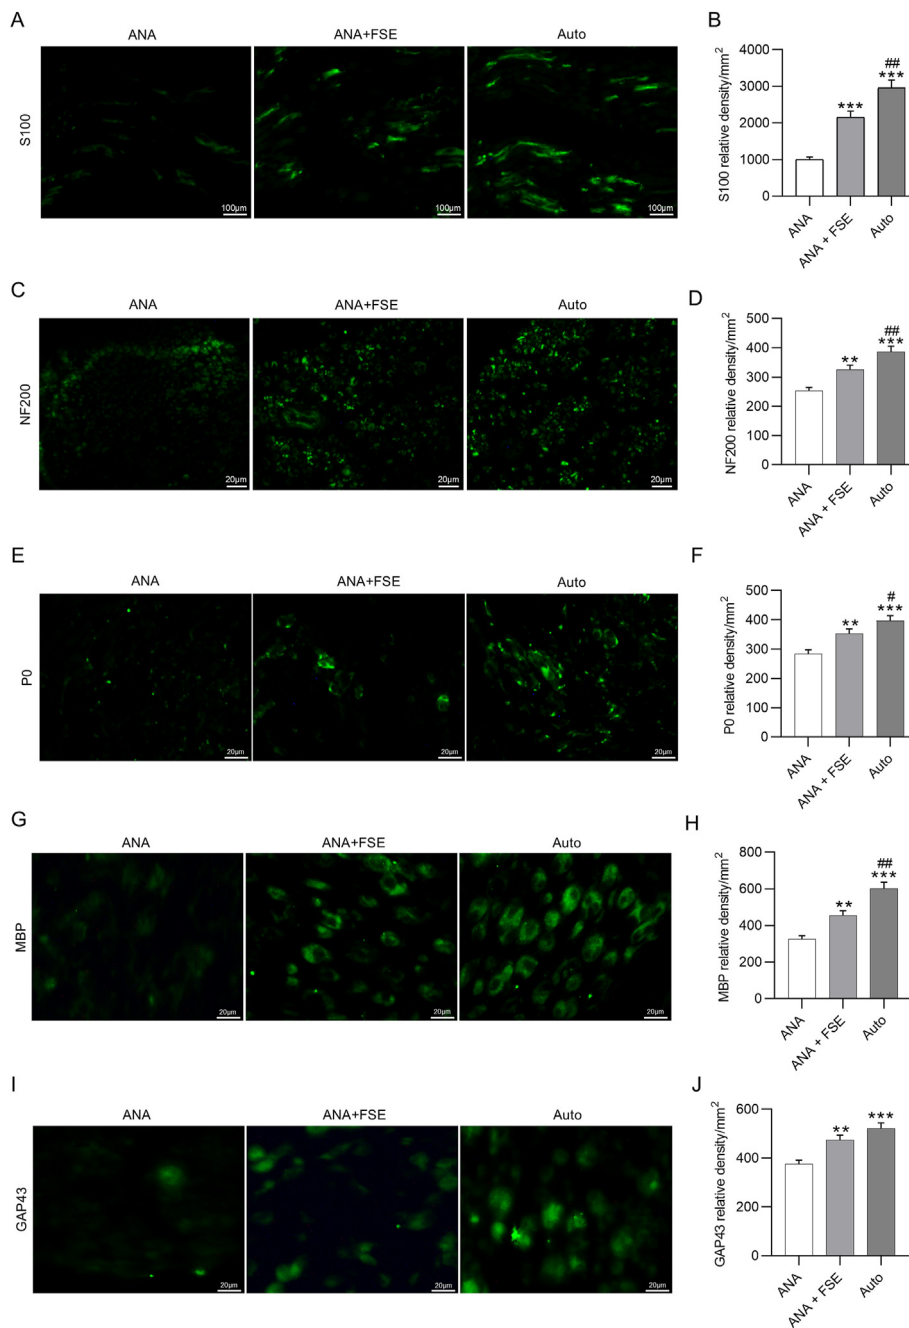 A
ANA
ANA+FSE
Auto
S100
100μm
100μm
100μm
B
S100 relative density/mm2
4000
3000
2000
1000
0
***
##
***
ANA
ANA + FSE
Auto
C
ANA
ANA+FSE
Auto
NF200
20μm
20μm
20μm
D
NF200 relative density/mm2
500
400
300
200
100
0
**
##
***
ANA
ANA + FSE
Auto
E
ANA
ANA+FSE
Auto
P0
20μm
20μm
20μm
F
P0 relative density/mm2
500
400
300
200
100
0
**
#
***
ANA
ANA + FSE
Auto
G
ANA
ANA+FSE
Auto
MBP
20μm
20μm
20μm
H
MBP relative density/mm2
800
600
400
200
0
**
##
***
ANA
ANA + FSE
Auto
I
ANA
ANA+FSE
Auto
GAP43
20μm
20μm
20μm
J
GAP43 relative density/mm2
600
400
200
0
**
***
ANA
ANA + FSE
Auto